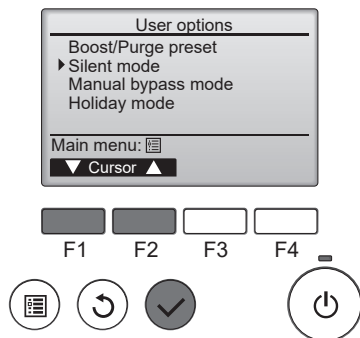 User options
Boost/Purge preset
Silent mode
Manual bypass mode
Holiday mode
Main menu:
Cursor
F1 F2 F3 F4